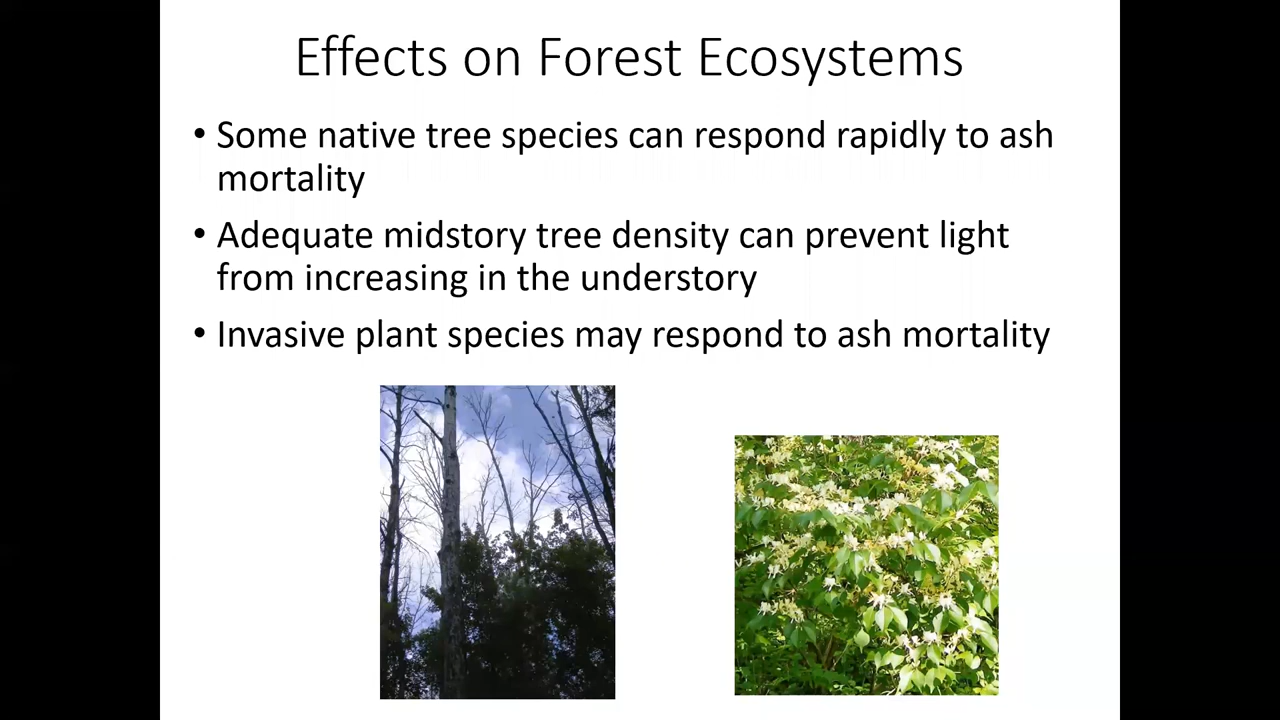 Effects on Forest Ecosystems
• Some native tree species can respond rapidly to ash
mortality
• Adequate midstory tree density can prevent light
from increasing in the understory
• Invasive plant species may respond to ash mortality